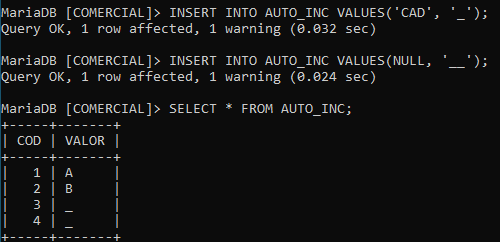 MariaDB [COMERCIAL]> INSERT INTO AUTO_INC VALUES('CAD', '_');
Query OK, 1 row affected, 1 warning (0.032 sec)
MariaDB [COMERCIAL]> INSERT INTO AUTO_INC VALUES(NULL, '__');
Query OK, 1 row affected, 1 warning (0.024 sec)
MariaDB [COMERCIAL]> SELECT * FROM AUTO_INC;
+-----+-------+
| COD | VALOR |
+-----+-------+
|   1 | A     |
|   2 | B     |
|   3 | _     |
|   4 | _     |
+-----+-------+